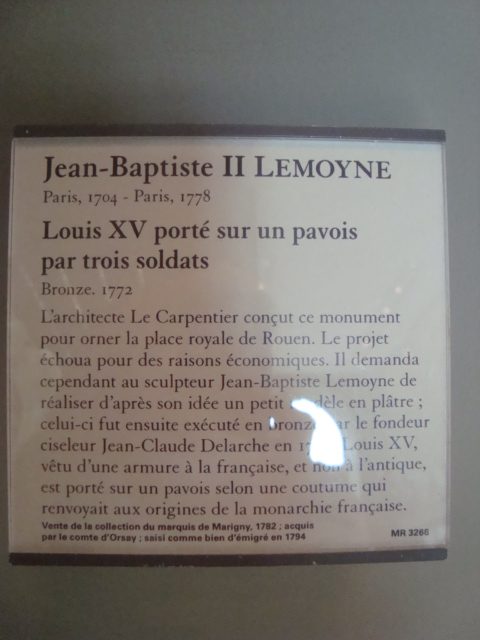 Jean-Baptiste II LEMOYNE
Paris, 1704 - Paris, 1778
Louis XV porté sur un pavois
par trois soldats
Bronze. 1772
L'architecte Le Carpentier conçut ce monument
pour orner la place royale de Rouen. Le projet
échoua pour des raisons économiques. Il demanda
cependant au sculpteur Jean-Baptiste Lemoyne de
réaliser d'après son idée un petit en plâtre ;
celui-ci fut ensuite exécuté en bronze par le fondeur
ciseleur Jean-Claude Delarche en Louis XV,
vêtu d'une armure à la française, et non à l'antique,
est porté sur un pavois selon une coutume qui
renvoyait aux origines de la monarchie française.
Vente de la collection du marquis de Marigny, 1782 ; acquis
par le comte d'Orsay ; saisi comme bien d'émigré en 1794
MR 3266